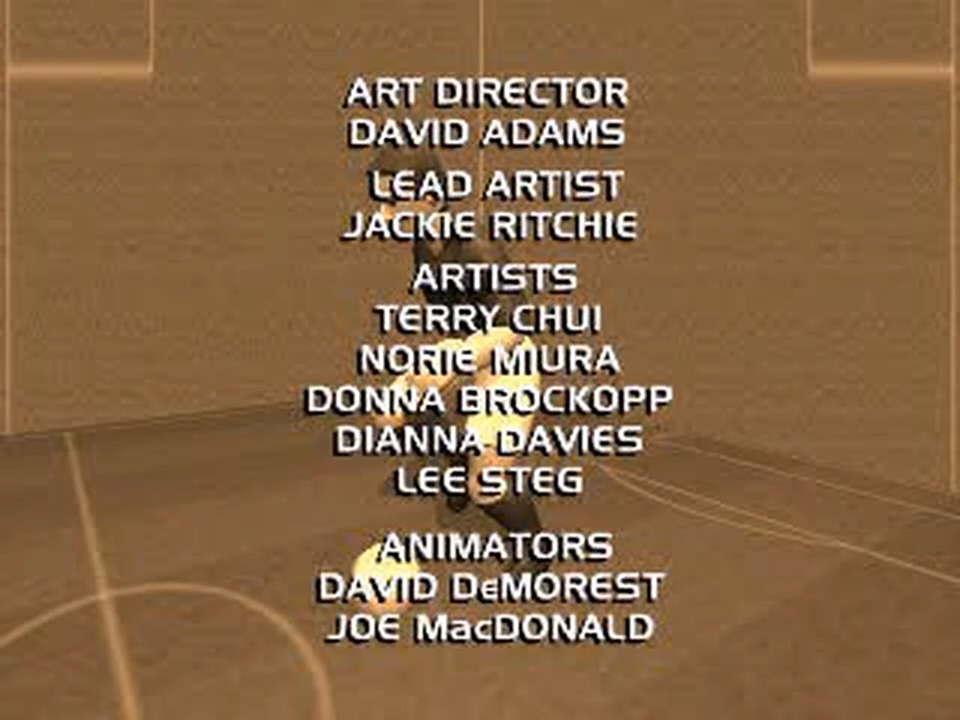 ART DIRECTOR
DAVID ADAMS
LEAD ARTIST
JACKIE RITCHIE
ARTISTS
TERRY CHUI
NORIE MIURA
DONNA BROCKOPP
DIANNA DAVIES
LEE STEG
ANIMATORS
DAVID DeMOREST
JOE MacDONALD